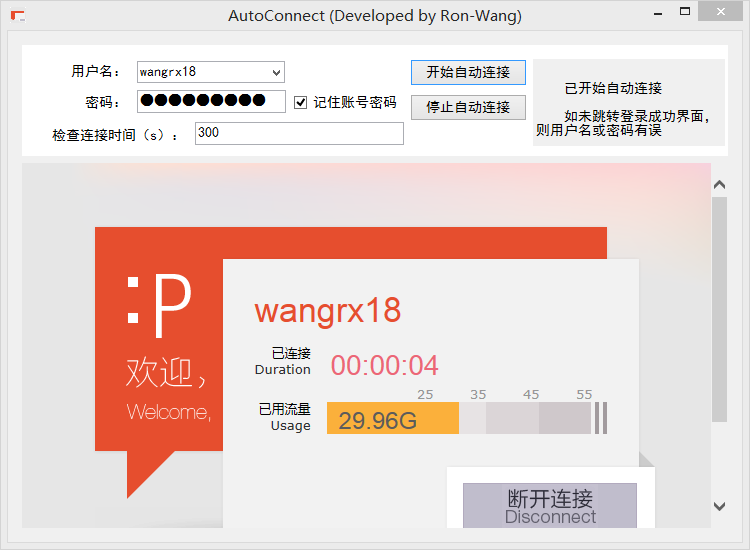 AutoConnect (Developed by Ron-Wang)
用户名:
wangrx18
开始自动连接
密码:
●●●●●●●●●
记住账号密码
停止自动连接
检查连接时间 (s) :
300
已开始自动连接
如未跳转登录成功界面,
则用户名或密码有误
:P
欢迎,
Welcome,
wangrx18
已连接
Duration
00:00:04
25 35 45 55
已用流量
Usage
29.96G
断开连接
Disconnect